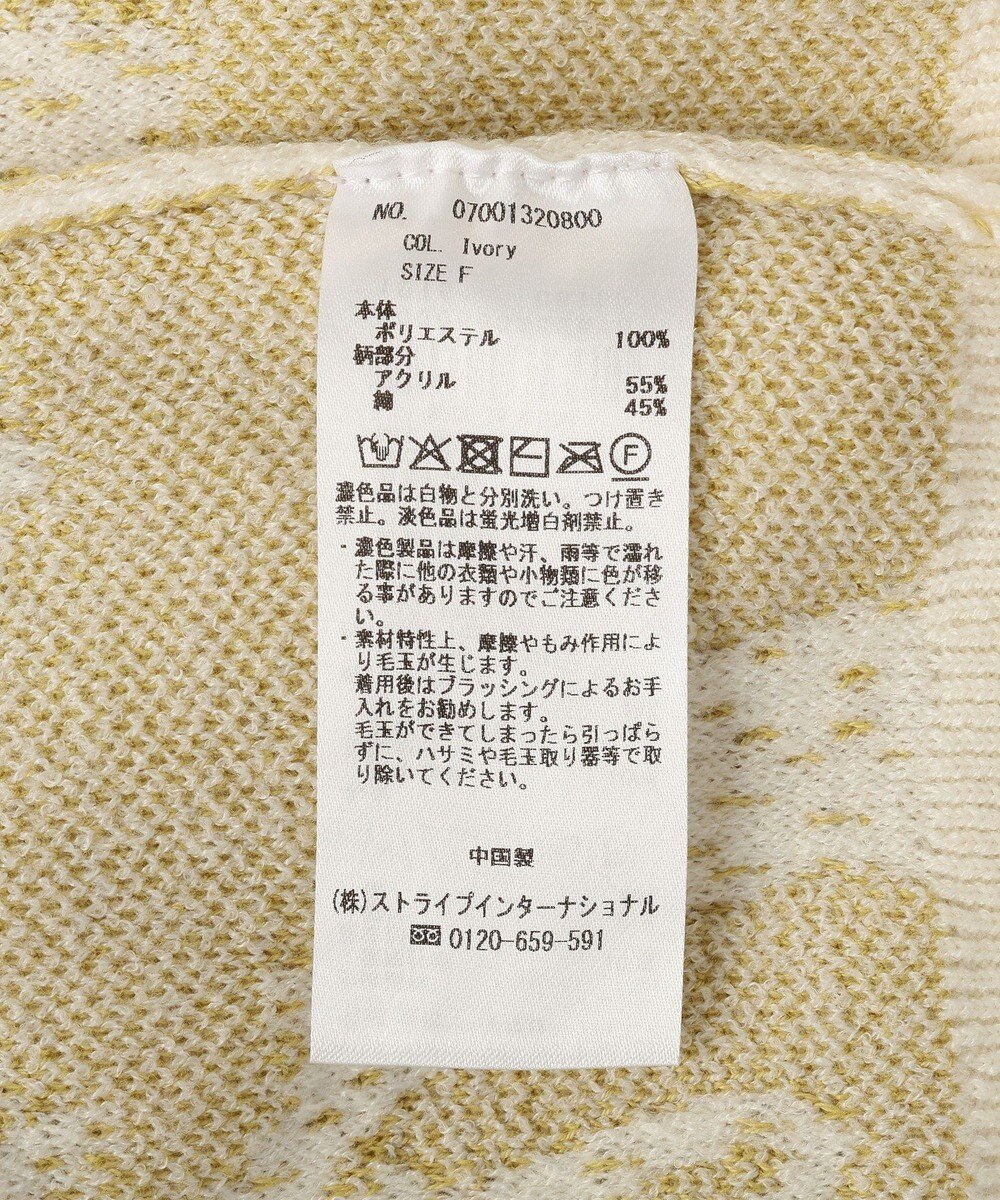 NO. 07001320800
COL. Ivory
SIZE F
本体
ポリエステル 100%
柄部分
アクリル 55%
綿 45%
F
濃色品は白物と分別洗い。つけ置き
禁止。淡色品は蛍光増白剤禁止。
・濃色製品は摩擦や汗、雨等で濡れ
た際に他の衣類や小物類に色が移
る事がありますのでご注意くださ
い。
・素材特性上、摩擦やもみ作用によ
り毛玉が生じます。
着用後はブラッシングによるお手
入れをお勧めします。
毛玉ができてしまったら引っぱら
ずに、ハサミや毛玉取り器等で取
り除いてください。
中国製
(株)ストライプインターナショナル
0120-659-591